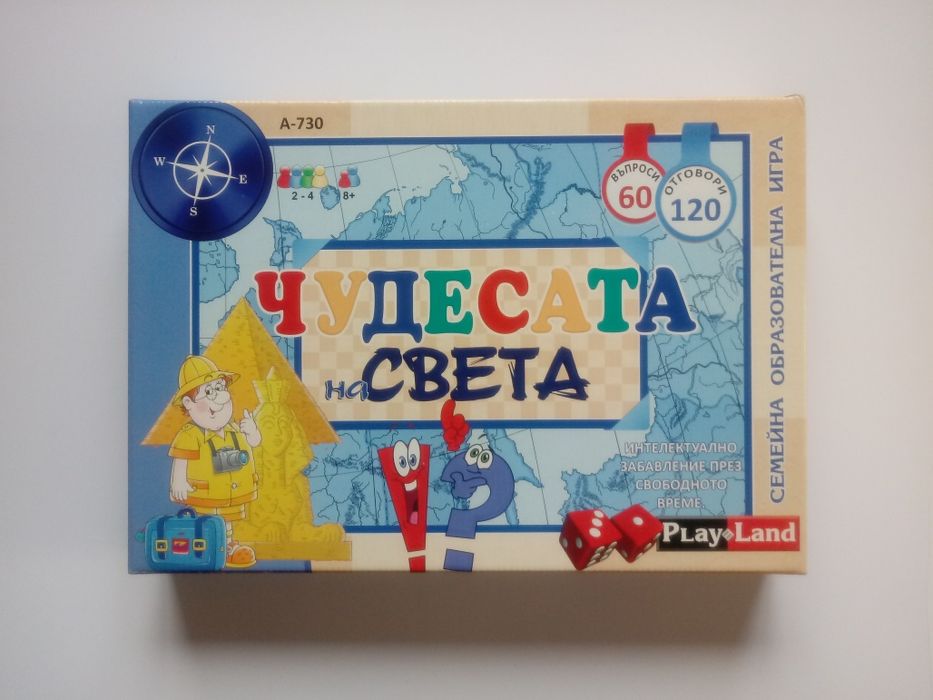 A-730
N
W
E
S
2 - 4
8+
ВЪПРОСИ
60
ОТГОВОРИ
120
ЧУДЕСАТА
на СВЕТА
СЕМЕЙНА ОБРАЗОВАТЕЛНА ИГРА
ИНТЕЛЕКТУАЛНО
ЗАБАВЛЕНИЕ ПРЕЗ
СВОБОДНОТО
ВРЕМЕ.
PLay Land